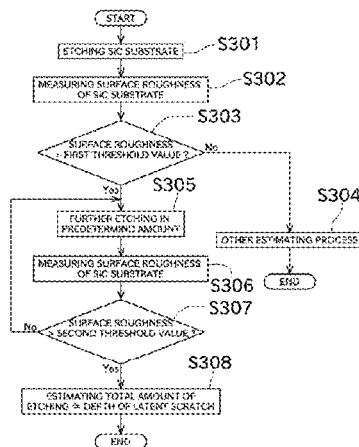 START
ETCHING SiC SUBSTRATE
S301
MEASURING SURFACE ROUGHNESS
OF SiC SUBSTRATE
S302
S303
SURFACE ROUGHNESS
FIRST THRESHOLD VALUE ?
No
Yes
S305
S304
FURTHER ETCHING IN
PREDETERMIND AMOUNT
OTHER ESTIMATING PROCESS
MEASURING SURFACE ROUGHNESS
OF SiC SUBSTRATE
S306
END
S307
SURFACE ROUGHNESS
SECOND THRESHOLD VALUE ?
No
Yes
S308
ESTIMATING TOTAL AMOUNT OF
ETCHING DEPTH OF LATENT SCRATCH
END